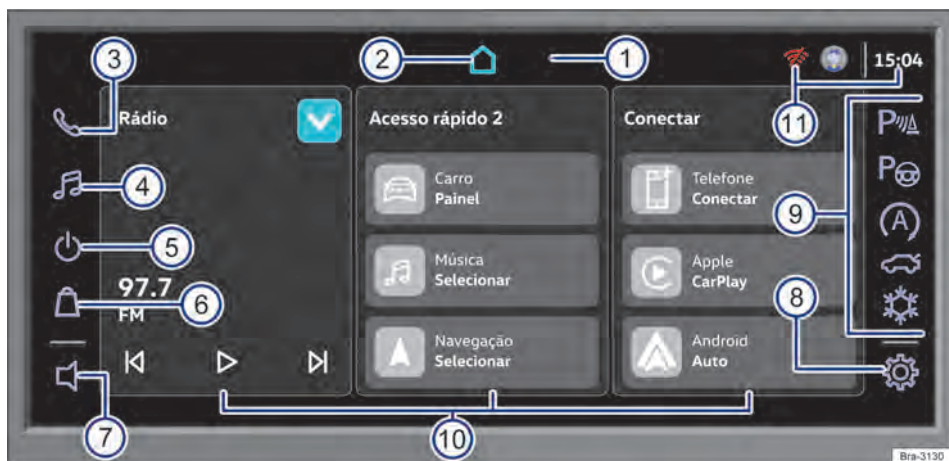 3
2
1
15:04
Rádio
Acesso rápido 2
Conectar
11
P
4
Carro
Painel
Telefone
Conectar
P
9
5
A
Música
Selecionar
Apple
CarPlay
97.7
FM
6
8
Navegação
Selecionar
Android
Auto
7
10
Bra-3130